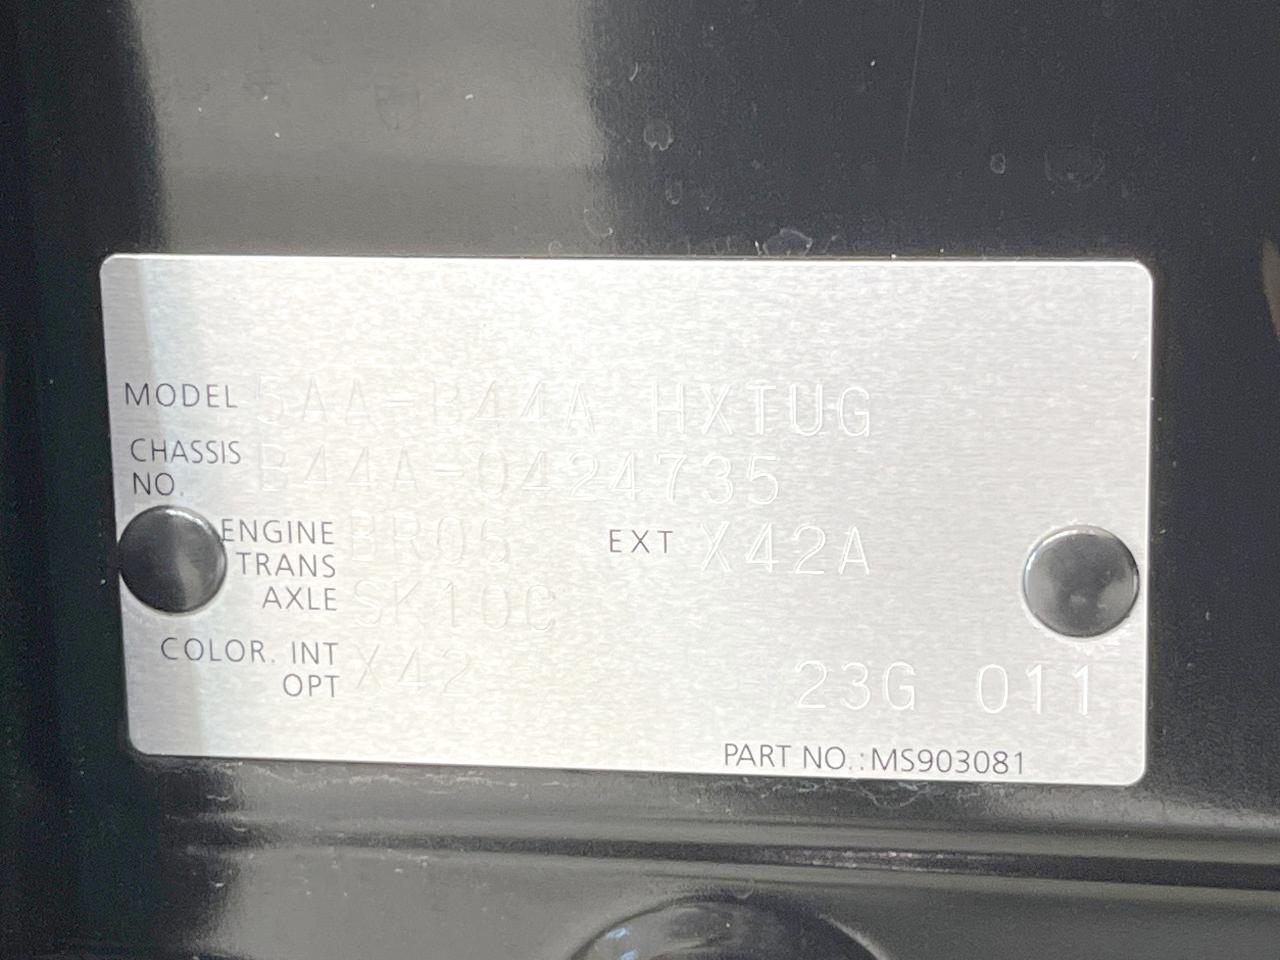 MODEL 5AA-B44A HXTUG
CHASSIS NO. B44A-0424735
ENGINE BR06 EXT X42A
TRANS AXLE SK10C
COLOR. INT X42
OPT 23G 011
PART NO.:MS903081